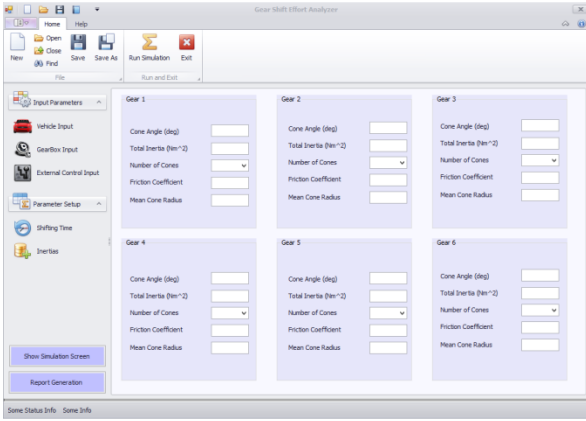 Gear Shift Effort Analyzer
Home Help
New
Open
Close
Find
Save
Save As
Run Simulation
Exit
File
Run and Exit
Input Parameters
Vehicle Input
GearBox Input
External Control Input
Parameter Setup
Shifting Time
Inertias
Show Simulation Screen
Report Generation
Gear 1
Cone Angle (deg)
Total Inertia (Nm^2)
Number of Cones
Friction Coefficient
Mean Cone Radius
Gear 2
Cone Angle (deg)
Total Inertia (Nm^2)
Number of Cones
Friction Coefficient
Mean Cone Radius
Gear 3
Cone Angle (deg)
Total Inertia (Nm^2)
Number of Cones
Friction Coefficient
Mean Cone Radius
Gear 4
Cone Angle (deg)
Total Inertia (Nm^2)
Number of Cones
Friction Coefficient
Mean Cone Radius
Gear 5
Cone Angle (deg)
Total Inertia (Nm^2)
Number of Cones
Friction Coefficient
Mean Cone Radius
Gear 6
Cone Angle (deg)
Total Inertia (Nm^2)
Number of Cones
Friction Coefficient
Mean Cone Radius
Some Status Info Some Info